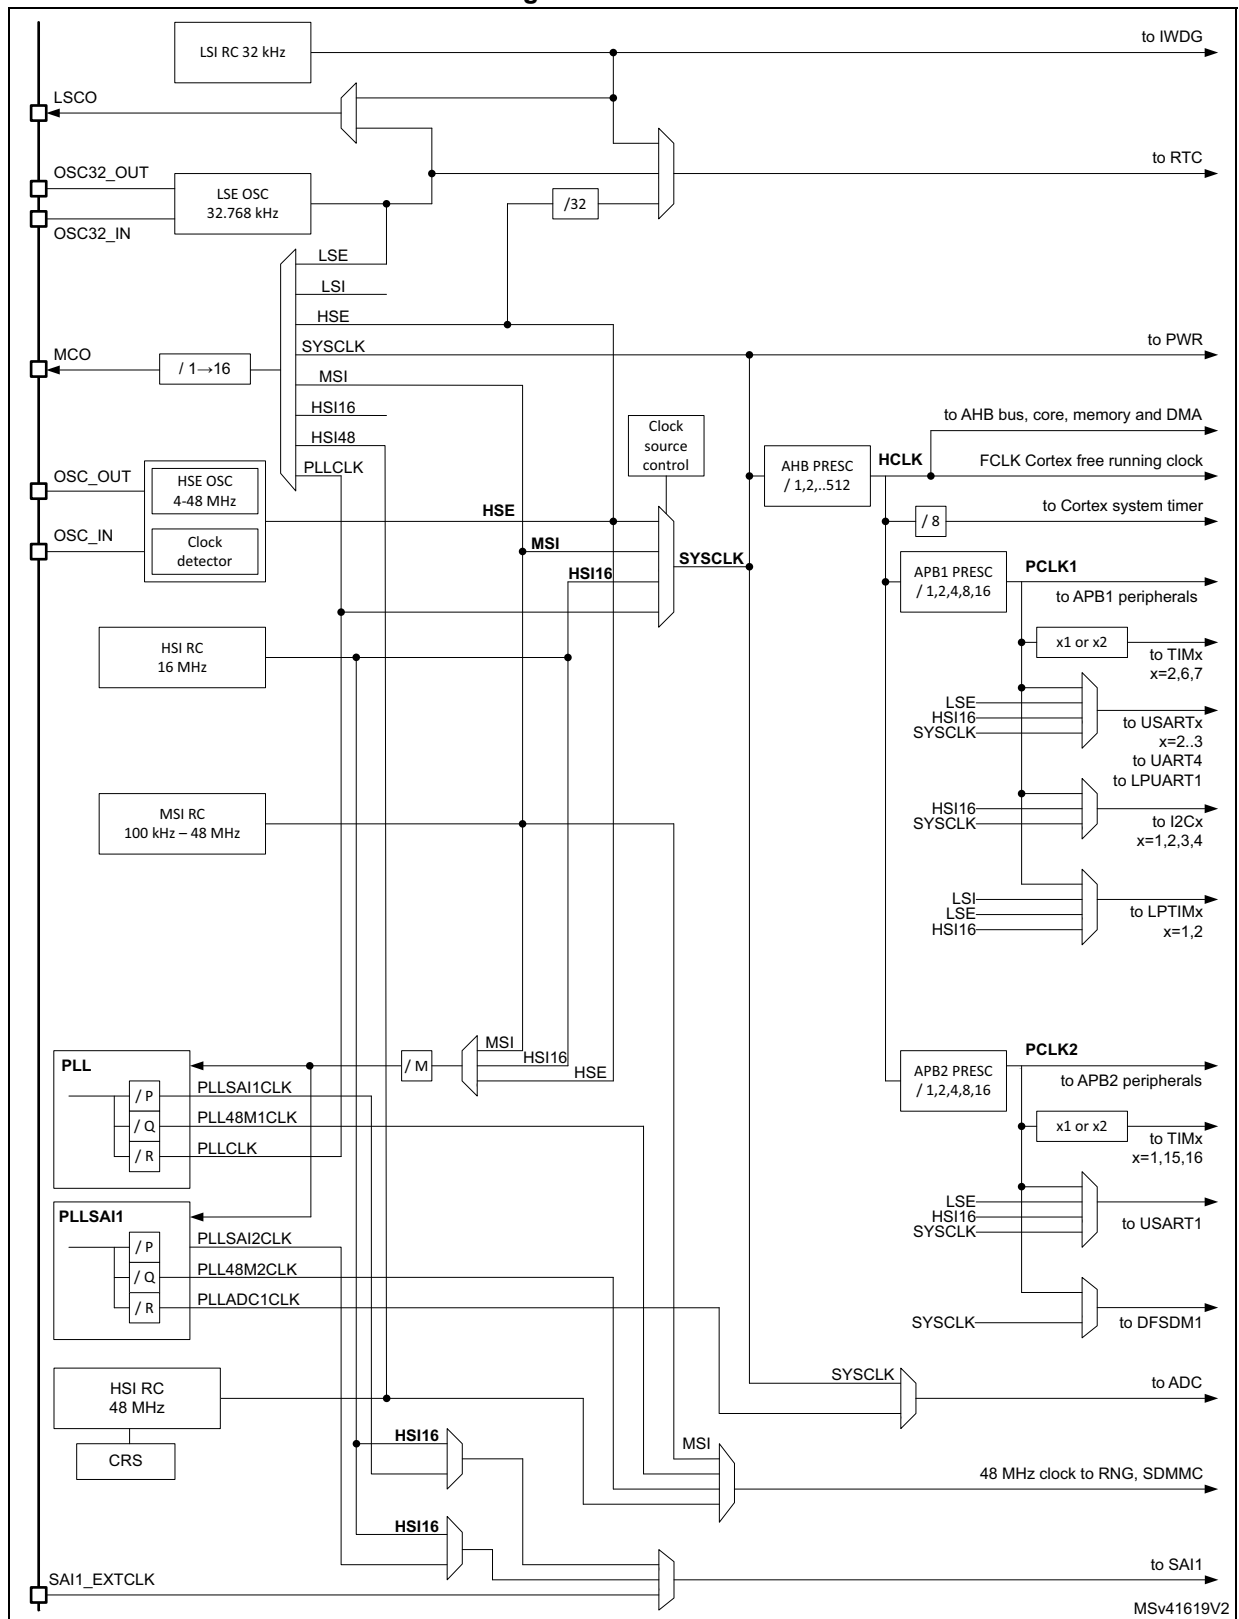 to IWDG
LSI RC 32 kHz
LSCO
to RTC
OSC32_OUT
LSE OSC
32.768 kHz
/32
OSC32_IN
LSE
LSI
HSE
SYSCLK
to PWR
MCO
/ 1→16
MSI
HSI16
to AHB bus, core, memory and DMA
Clock
source
control
HSI48
PLLCLK
AHB PRESC
/ 1,2,..512
HCLK
FCLK Cortex free running clock
OSC_OUT
HSE OSC
4-48 MHz
HSE
to Cortex system timer
/ 8
OSC_IN
Clock
detector
MSI
SYSCLK
HSI16
APB1 PRESC
/ 1,2,4,8,16
PCLK1
to APB1 peripherals
HSI RC
16 MHz
x1 or x2
to TIMx
x=2,6,7
LSE
HSI16
SYSCLK
to USARTx
x=2..3
to UART4
to LPUART1
MSI RC
100 kHz – 48 MHz
HSI16
SYSCLK
to I2Cx
x=1,2,3,4
LSI
LSE
HSI16
to LPTIMx
x=1,2
MSI
HSI16
HSE
/ M
PLL
/ P
PLLSAI1CLK
/ Q
PLL48M1CLK
/ R
PLLCLK
APB2 PRESC
/ 1,2,4,8,16
PCLK2
to APB2 peripherals
x1 or x2
to TIMx
x=1,15,16
PLLSAI1
/ P
PLLSAI2CLK
/ Q
PLL48M2CLK
/ R
PLLADC1CLK
LSE
HSI16
SYSCLK
to USART1
SYSCLK
to DFSDM1
HSI RC
48 MHz
CRS
SYSCLK
to ADC
HSI16
MSI
48 MHz clock to RNG, SDMMC
HSI16
SAI1_EXTCLK
to SAI1
MSv41619V2